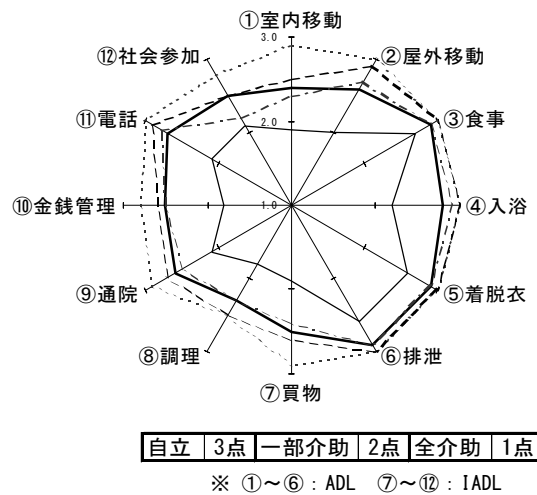 ①室内移動
3.0
⑫社会参加
②屋外移動
⑪電話
2.0
③食事
⑩金銭管理
1.0
④入浴
⑨通院
⑤着脱衣
⑧調理
⑥排泄
⑦買物
自立 3点 一部介助 2点 全介助 1点
※ ①～⑥：ADL ⑦～⑫：IADL